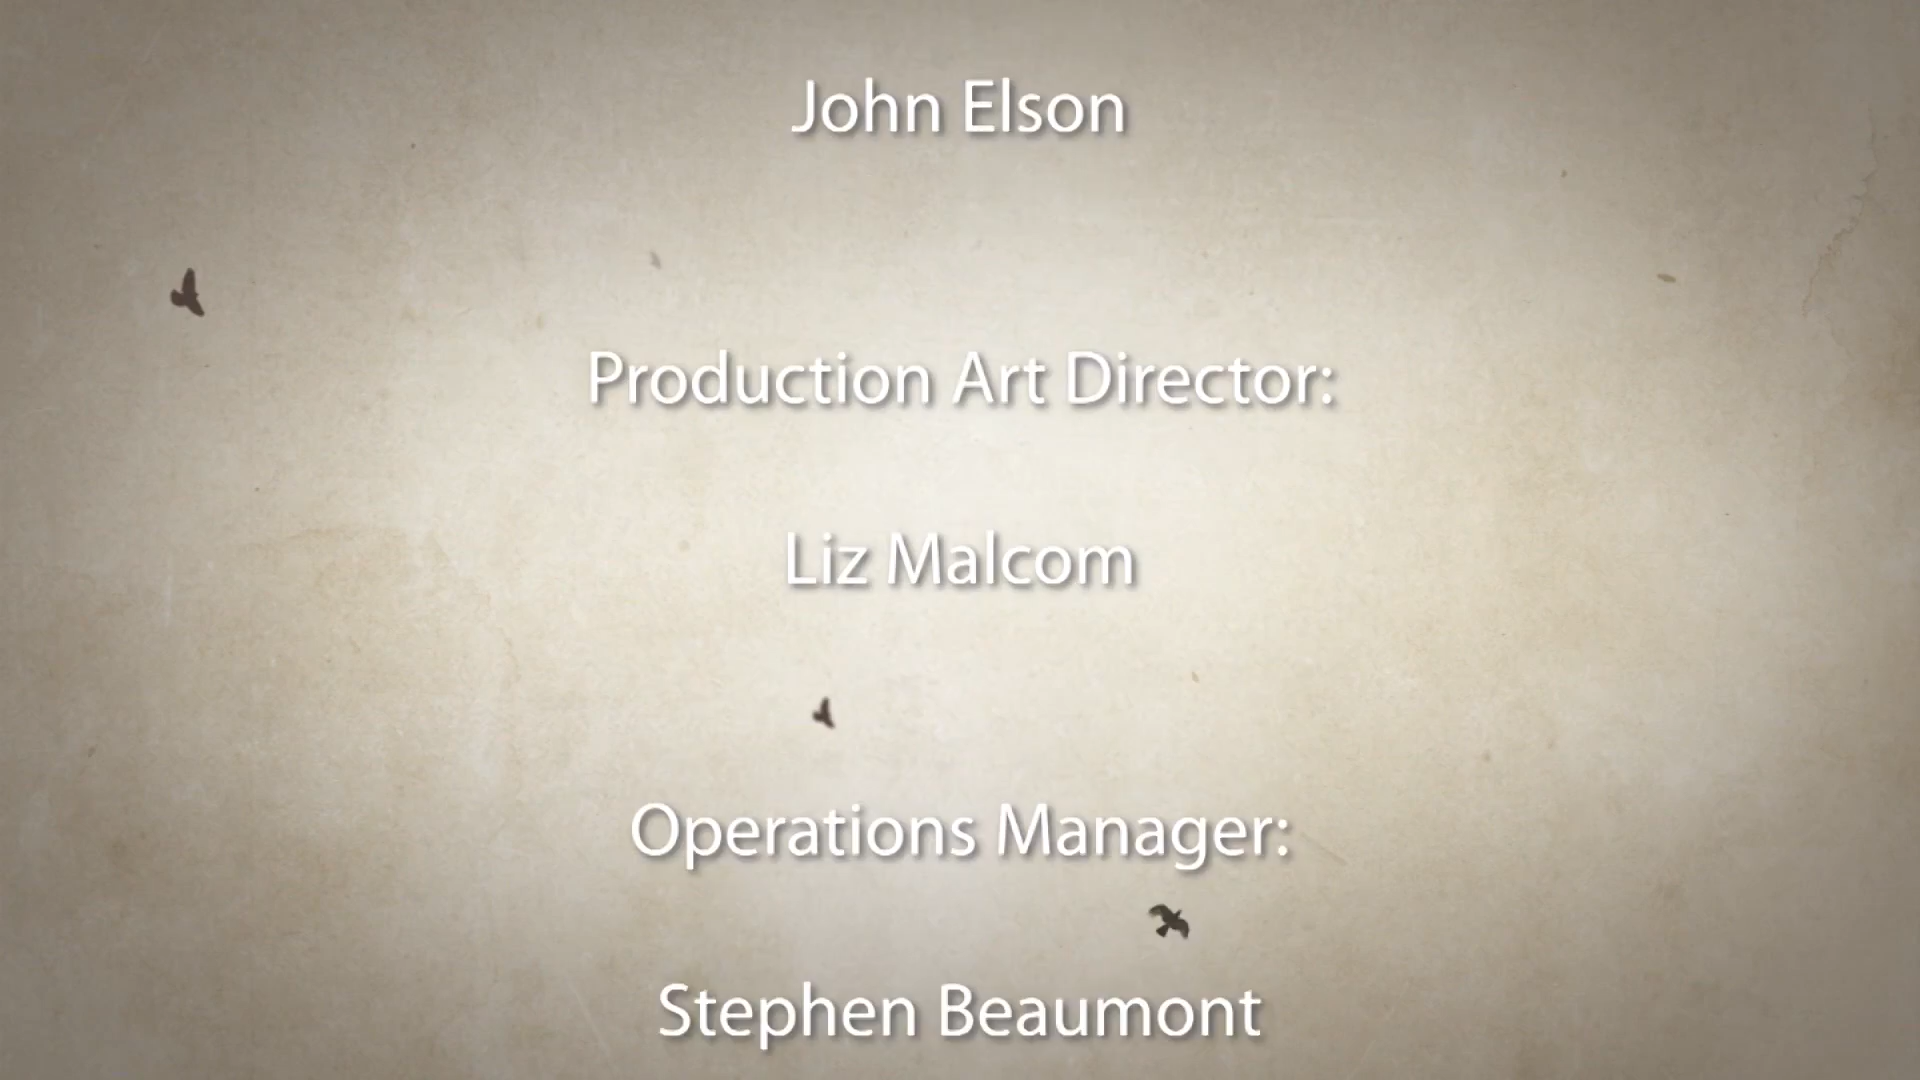 John Elson
Production Art Director:
Liz Malcom
Operations Manager:
Stephen Beaumont